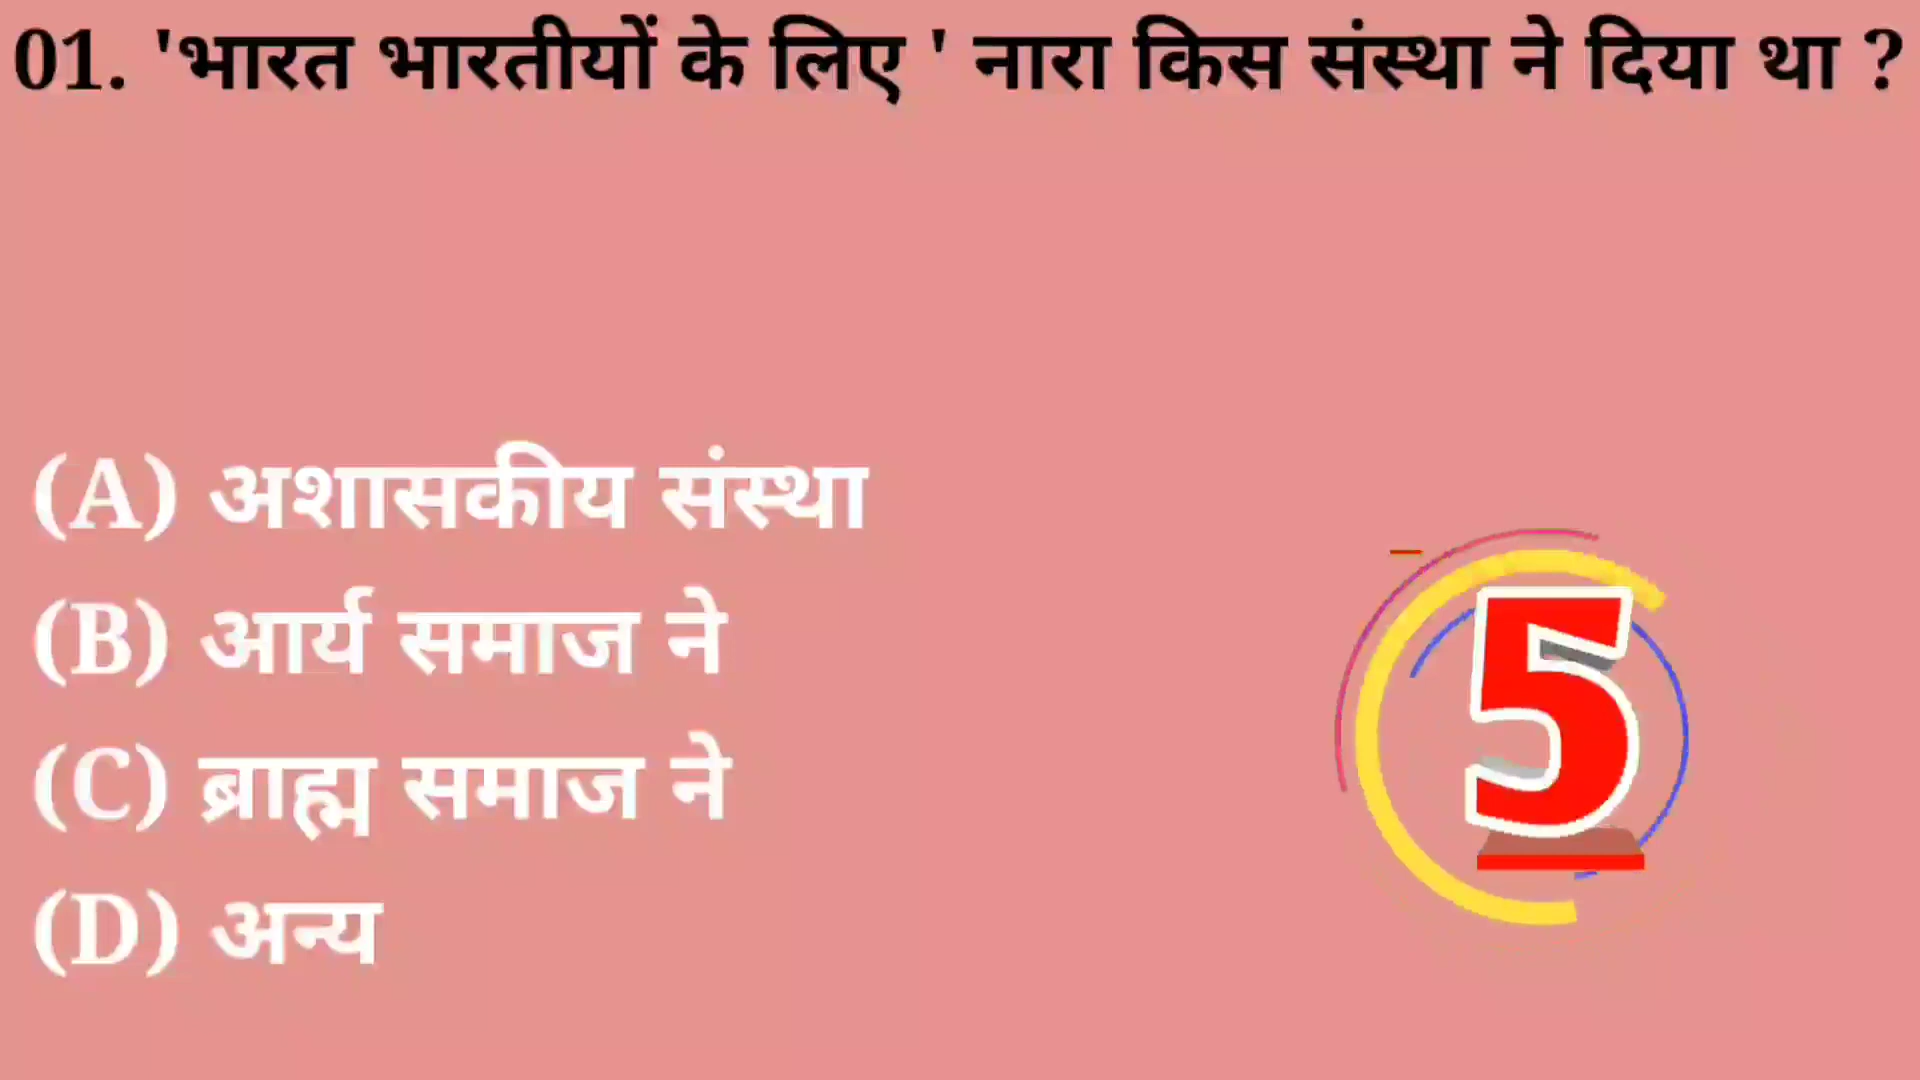 01. 'भारत भारतीयों के लिए ' नारा किस संस्था ने दिया था ?
(A) अशासकीय संस्था
(B) आर्य समाज ने
(C) ब्राह्म समाज ने
(D) अन्य
5